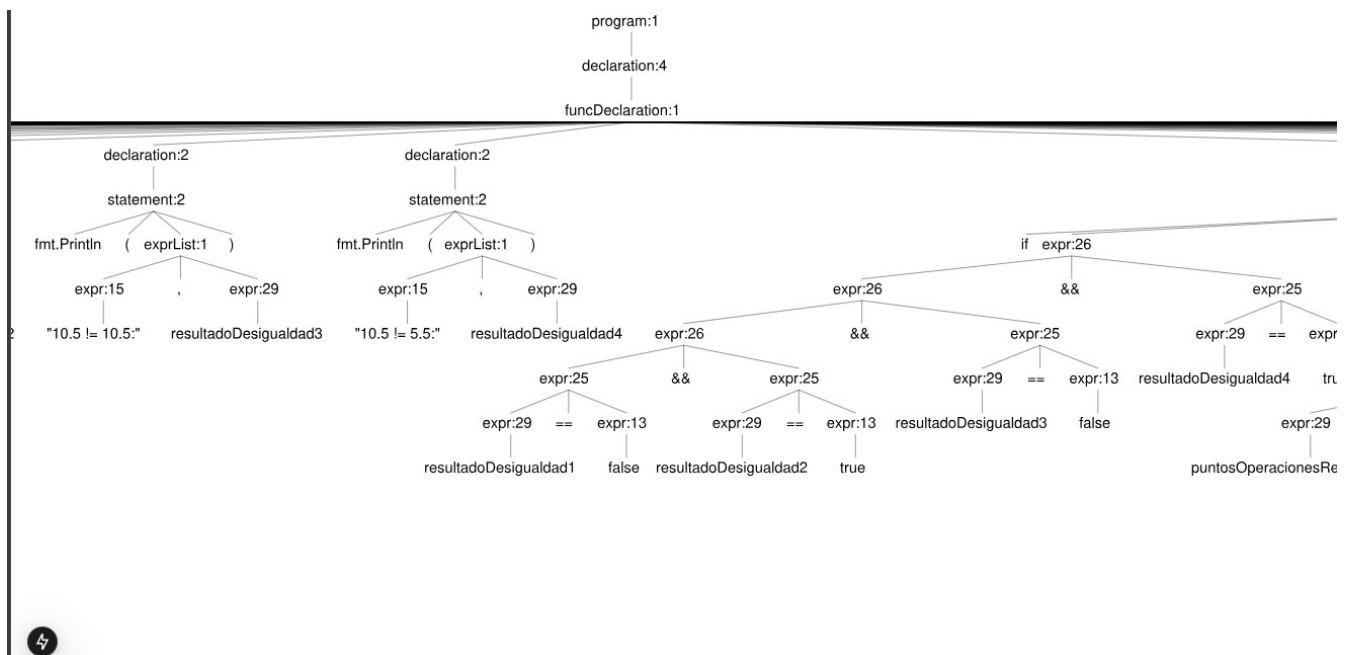 program:1
declaration:4
funcDeclaration:1
declaration:2 declaration:2
statement:2 statement:2
fmt.Println ( exprList:1 ) fmt.Println ( exprList:1 ) if expr:26
expr:15 , expr:29 expr:15 , expr:29 expr:26 && expr:25
"10.5 != 10.5:" resultadoDesigualdad3 "10.5 != 5.5:" resultadoDesigualdad4 expr:26 && expr:25 expr:29 == expr
expr:25 && expr:25 expr:29 == expr:13 resultadoDesigualdad4 tru
expr:29 == expr:13 expr:29 == expr:13 resultadoDesigualdad3 false expr:29
resultadoDesigualdad1 false resultadoDesigualdad2 true puntosOperacionesRe